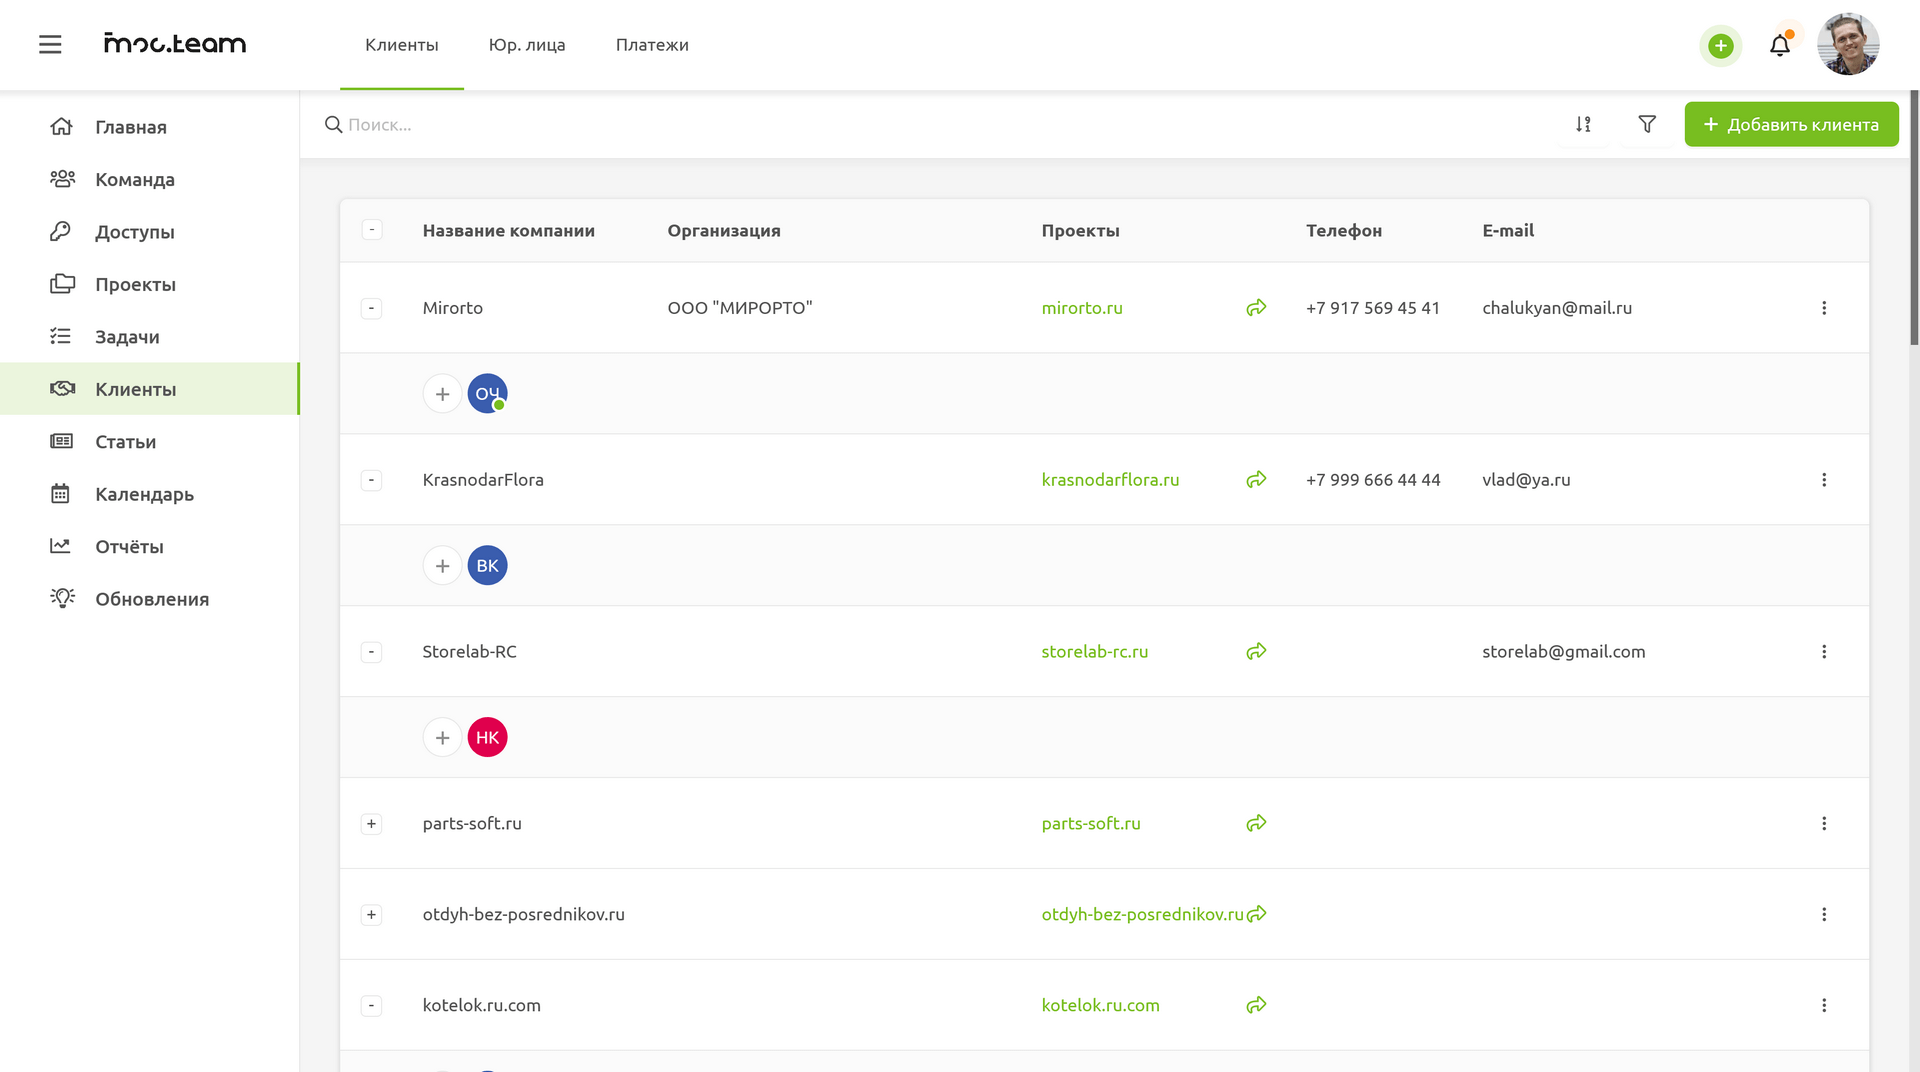 moc.team
Клиенты
Юр. лица
Платежи
Главная
Команда
Доступы
Проекты
Задачи
Клиенты
Статьи
Календарь
Отчёты
Обновления
Поиск...
+ Добавить клиента
- Название компании Организация Проекты Телефон E-mail
- Mirorto ООО "МИРОРТО" mirorto.ru +7 917 569 45 41 chalukyan@mail.ru
+ ОЧ
- KrasnodarFlora krasnodarflora.ru +7 999 666 44 44 vlad@ya.ru
+ ВК
- Storelab-RC storelab-rc.ru storelab@gmail.com
+ НК
+ parts-soft.ru parts-soft.ru
+ otdyh-bez-posrednikov.ru otdyh-bez-posrednikov.ru
- kotelok.ru.com kotelok.ru.com